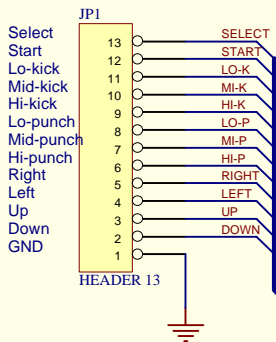 JP1
Select 13 SELECT
Start 12 START
Lo-kick 11 LO-K
Mid-kick 10 MI-K
Hi-kick 9 HI-K
Lo-punch 8 LO-P
Mid-punch 7 MI-P
Hi-punch 6 HI-P
Right 5 RIGHT
Left 4 LEFT
Up 3 UP
Down 2 DOWN
GND 1
HEADER 13